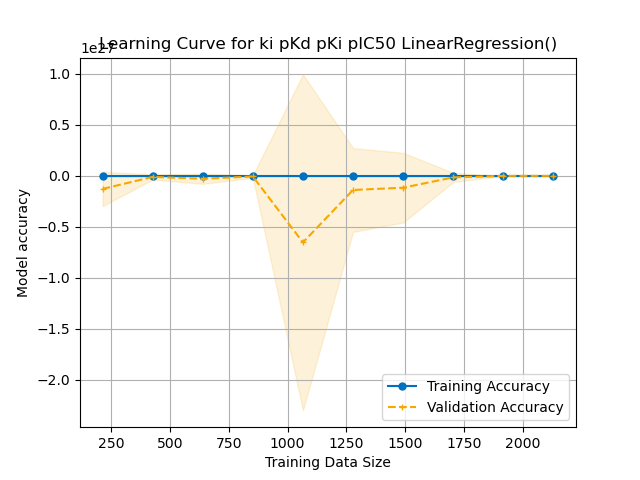 Learning Curve for ki pKd pKi pIC50 LinearRegression()
1e27
1.0
0.5
0.0
−0.5
−1.0
−1.5
−2.0
Model accuracy
Training Accuracy
Validation Accuracy
250 500 750 1000 1250 1500 1750 2000
Training Data Size